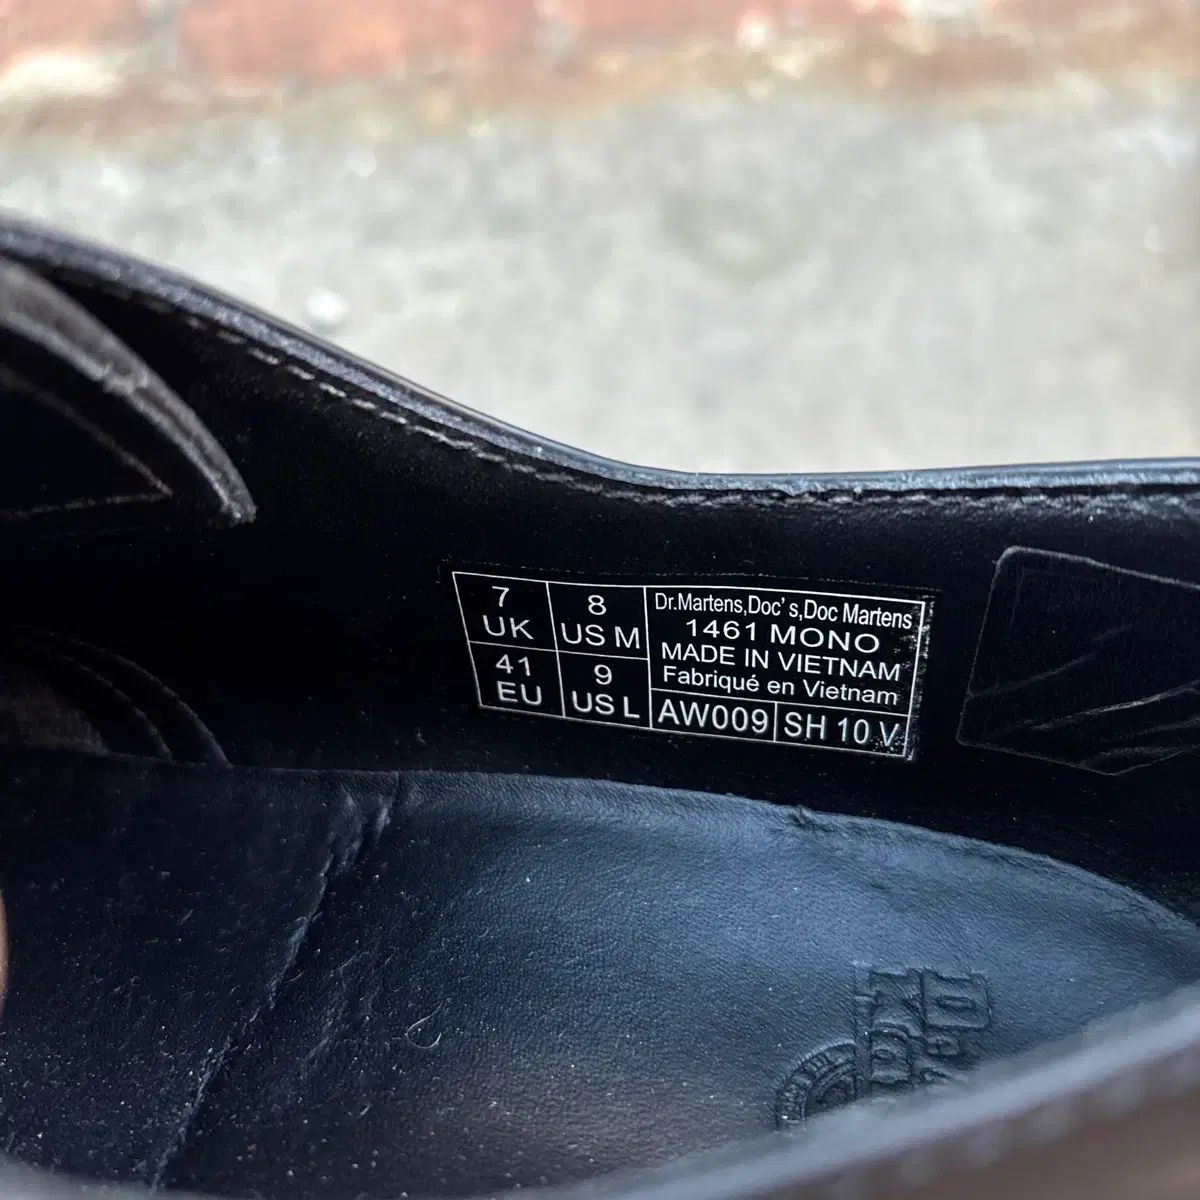 7 UK
8 US M
41 EU
9 US L
Dr.Martens,Doc's,Doc Martens
1461 MONO
MADE IN VIETNAM
Fabriqué en Vietnam
AW009
SH 10 V